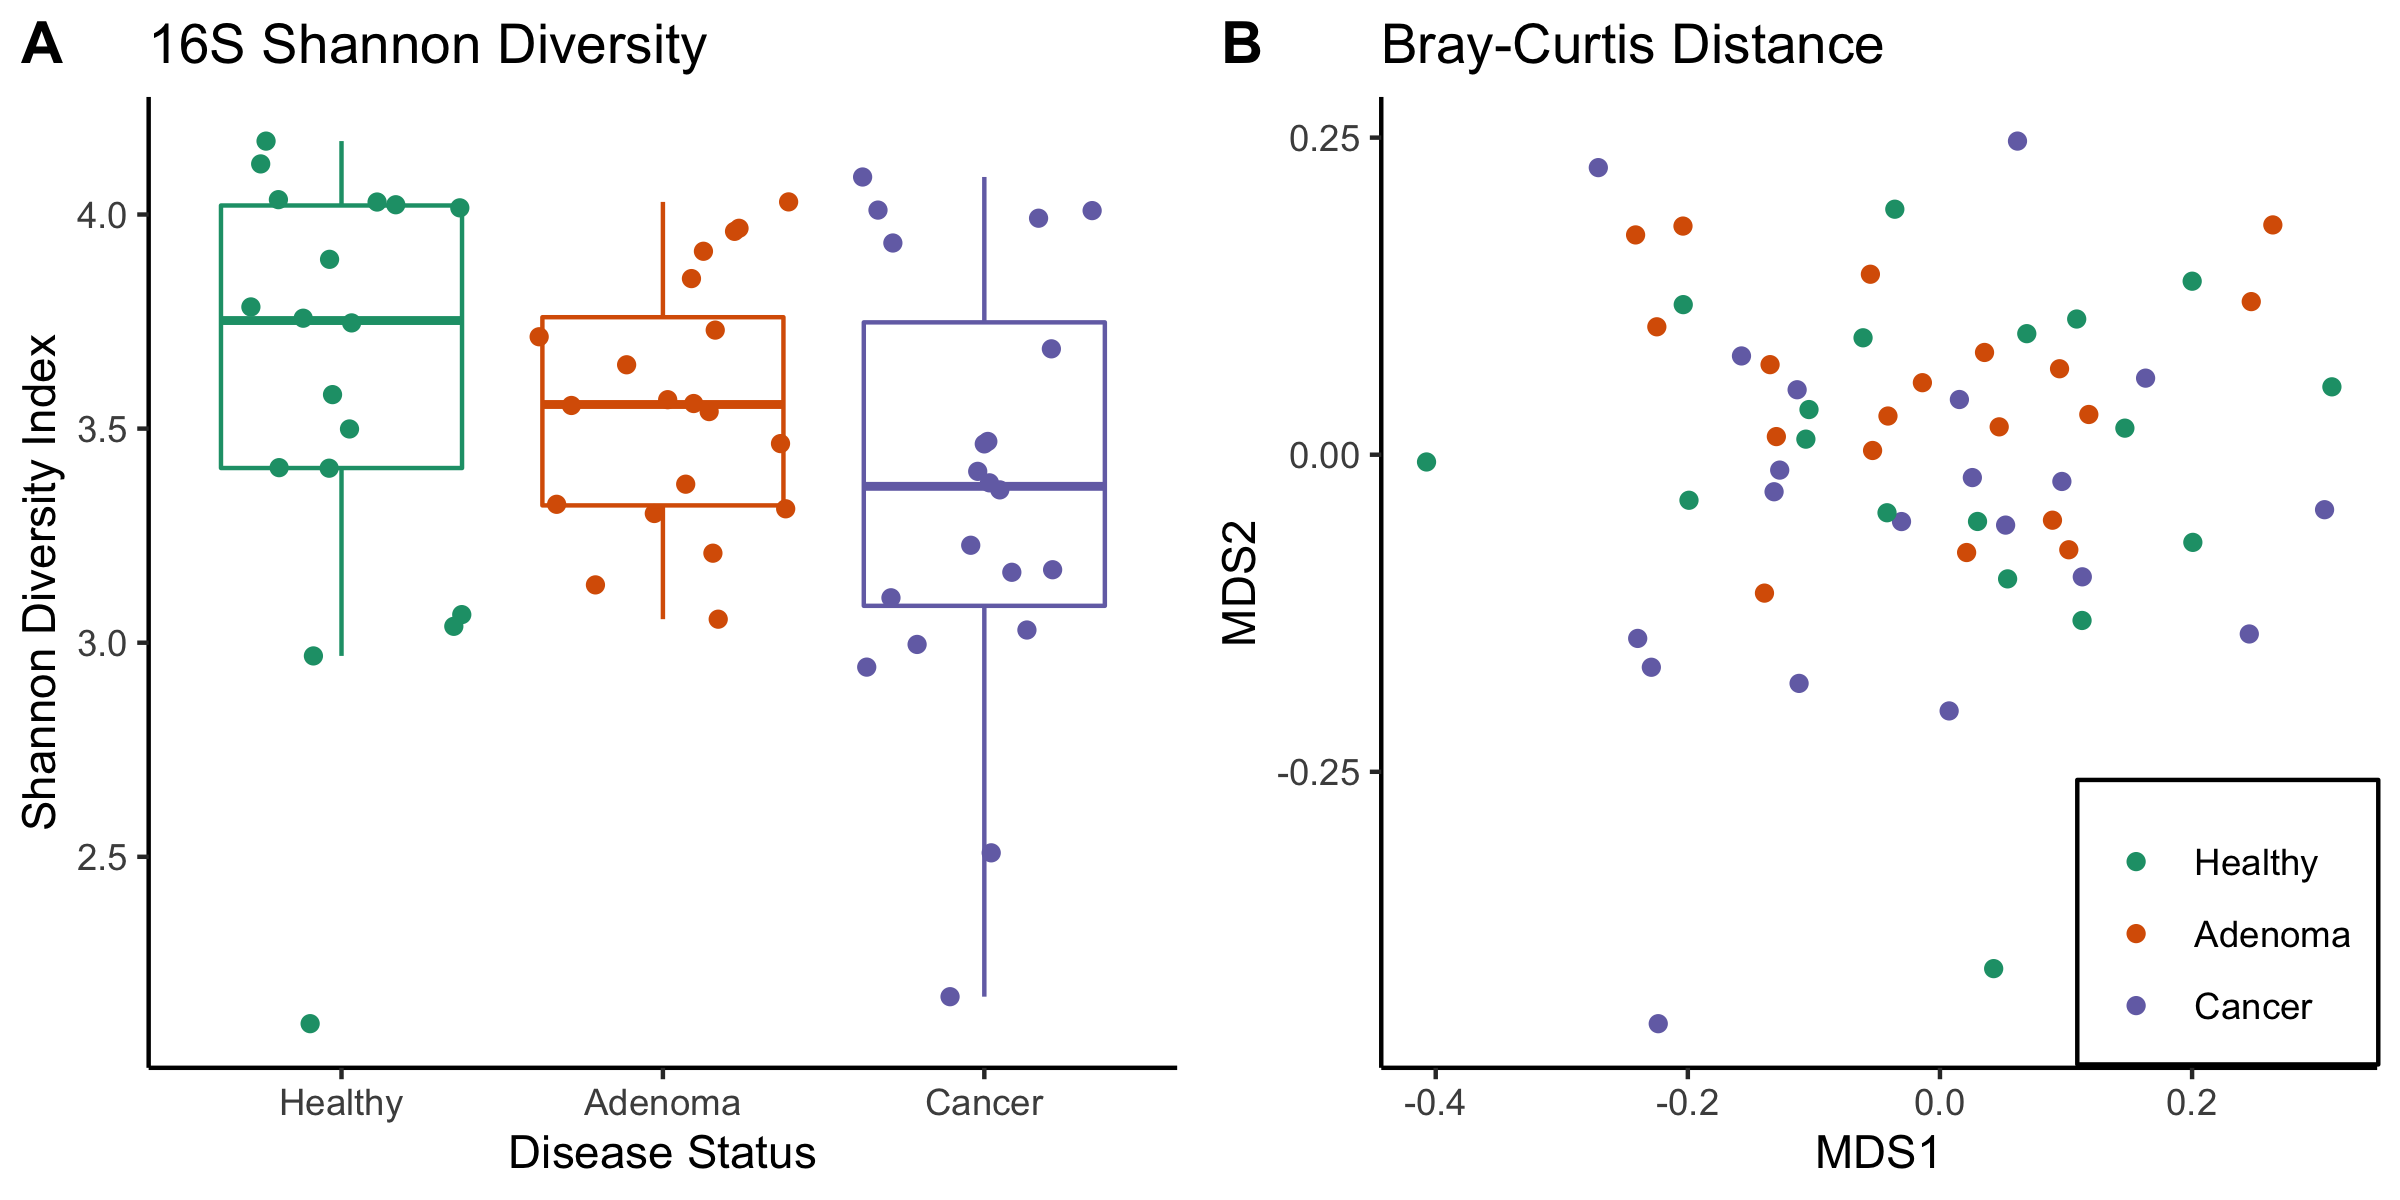 A
16S Shannon Diversity
Shannon Diversity Index
4.0
3.5
3.0
2.5
Healthy
Adenoma
Cancer
Disease Status
B
Bray-Curtis Distance
MDS2
0.25
0.00
-0.25
-0.4
-0.2
0.0
0.2
MDS1
Healthy
Adenoma
Cancer